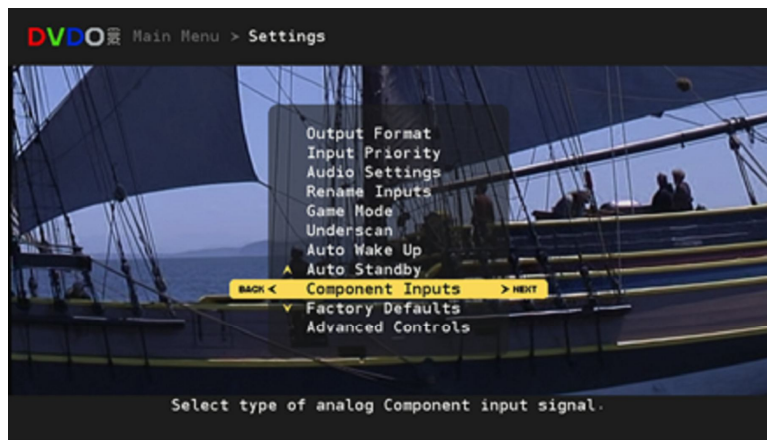 DVDO Main Menu > Settings
Output Format
Input Priority
Audio Settings
Rename Inputs
Game Mode
Underscan
Auto Wake Up
Auto Standby
BACK < Component Inputs > NEXT
Factory Defaults
Advanced Controls
Select type of analog Component input signal.